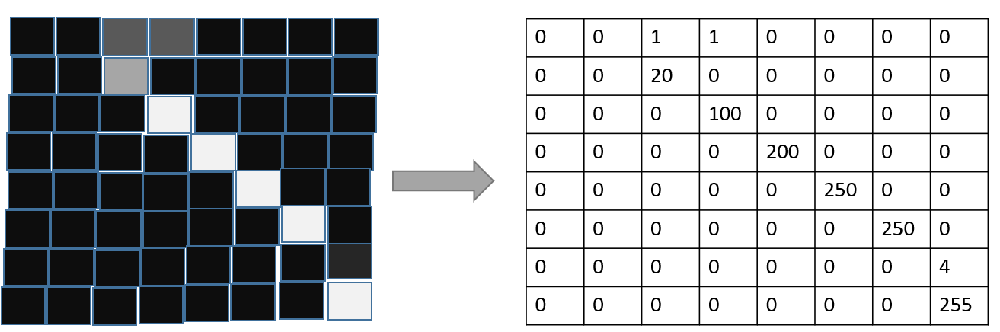 0 0 1 1 0 0 0 0
0 0 20 0 0 0 0 0
0 0 0 100 0 0 0 0
0 0 0 0 200 0 0 0
0 0 0 0 0 250 0 0
0 0 0 0 0 0 250 0
0 0 0 0 0 0 0 4
0 0 0 0 0 0 0 255